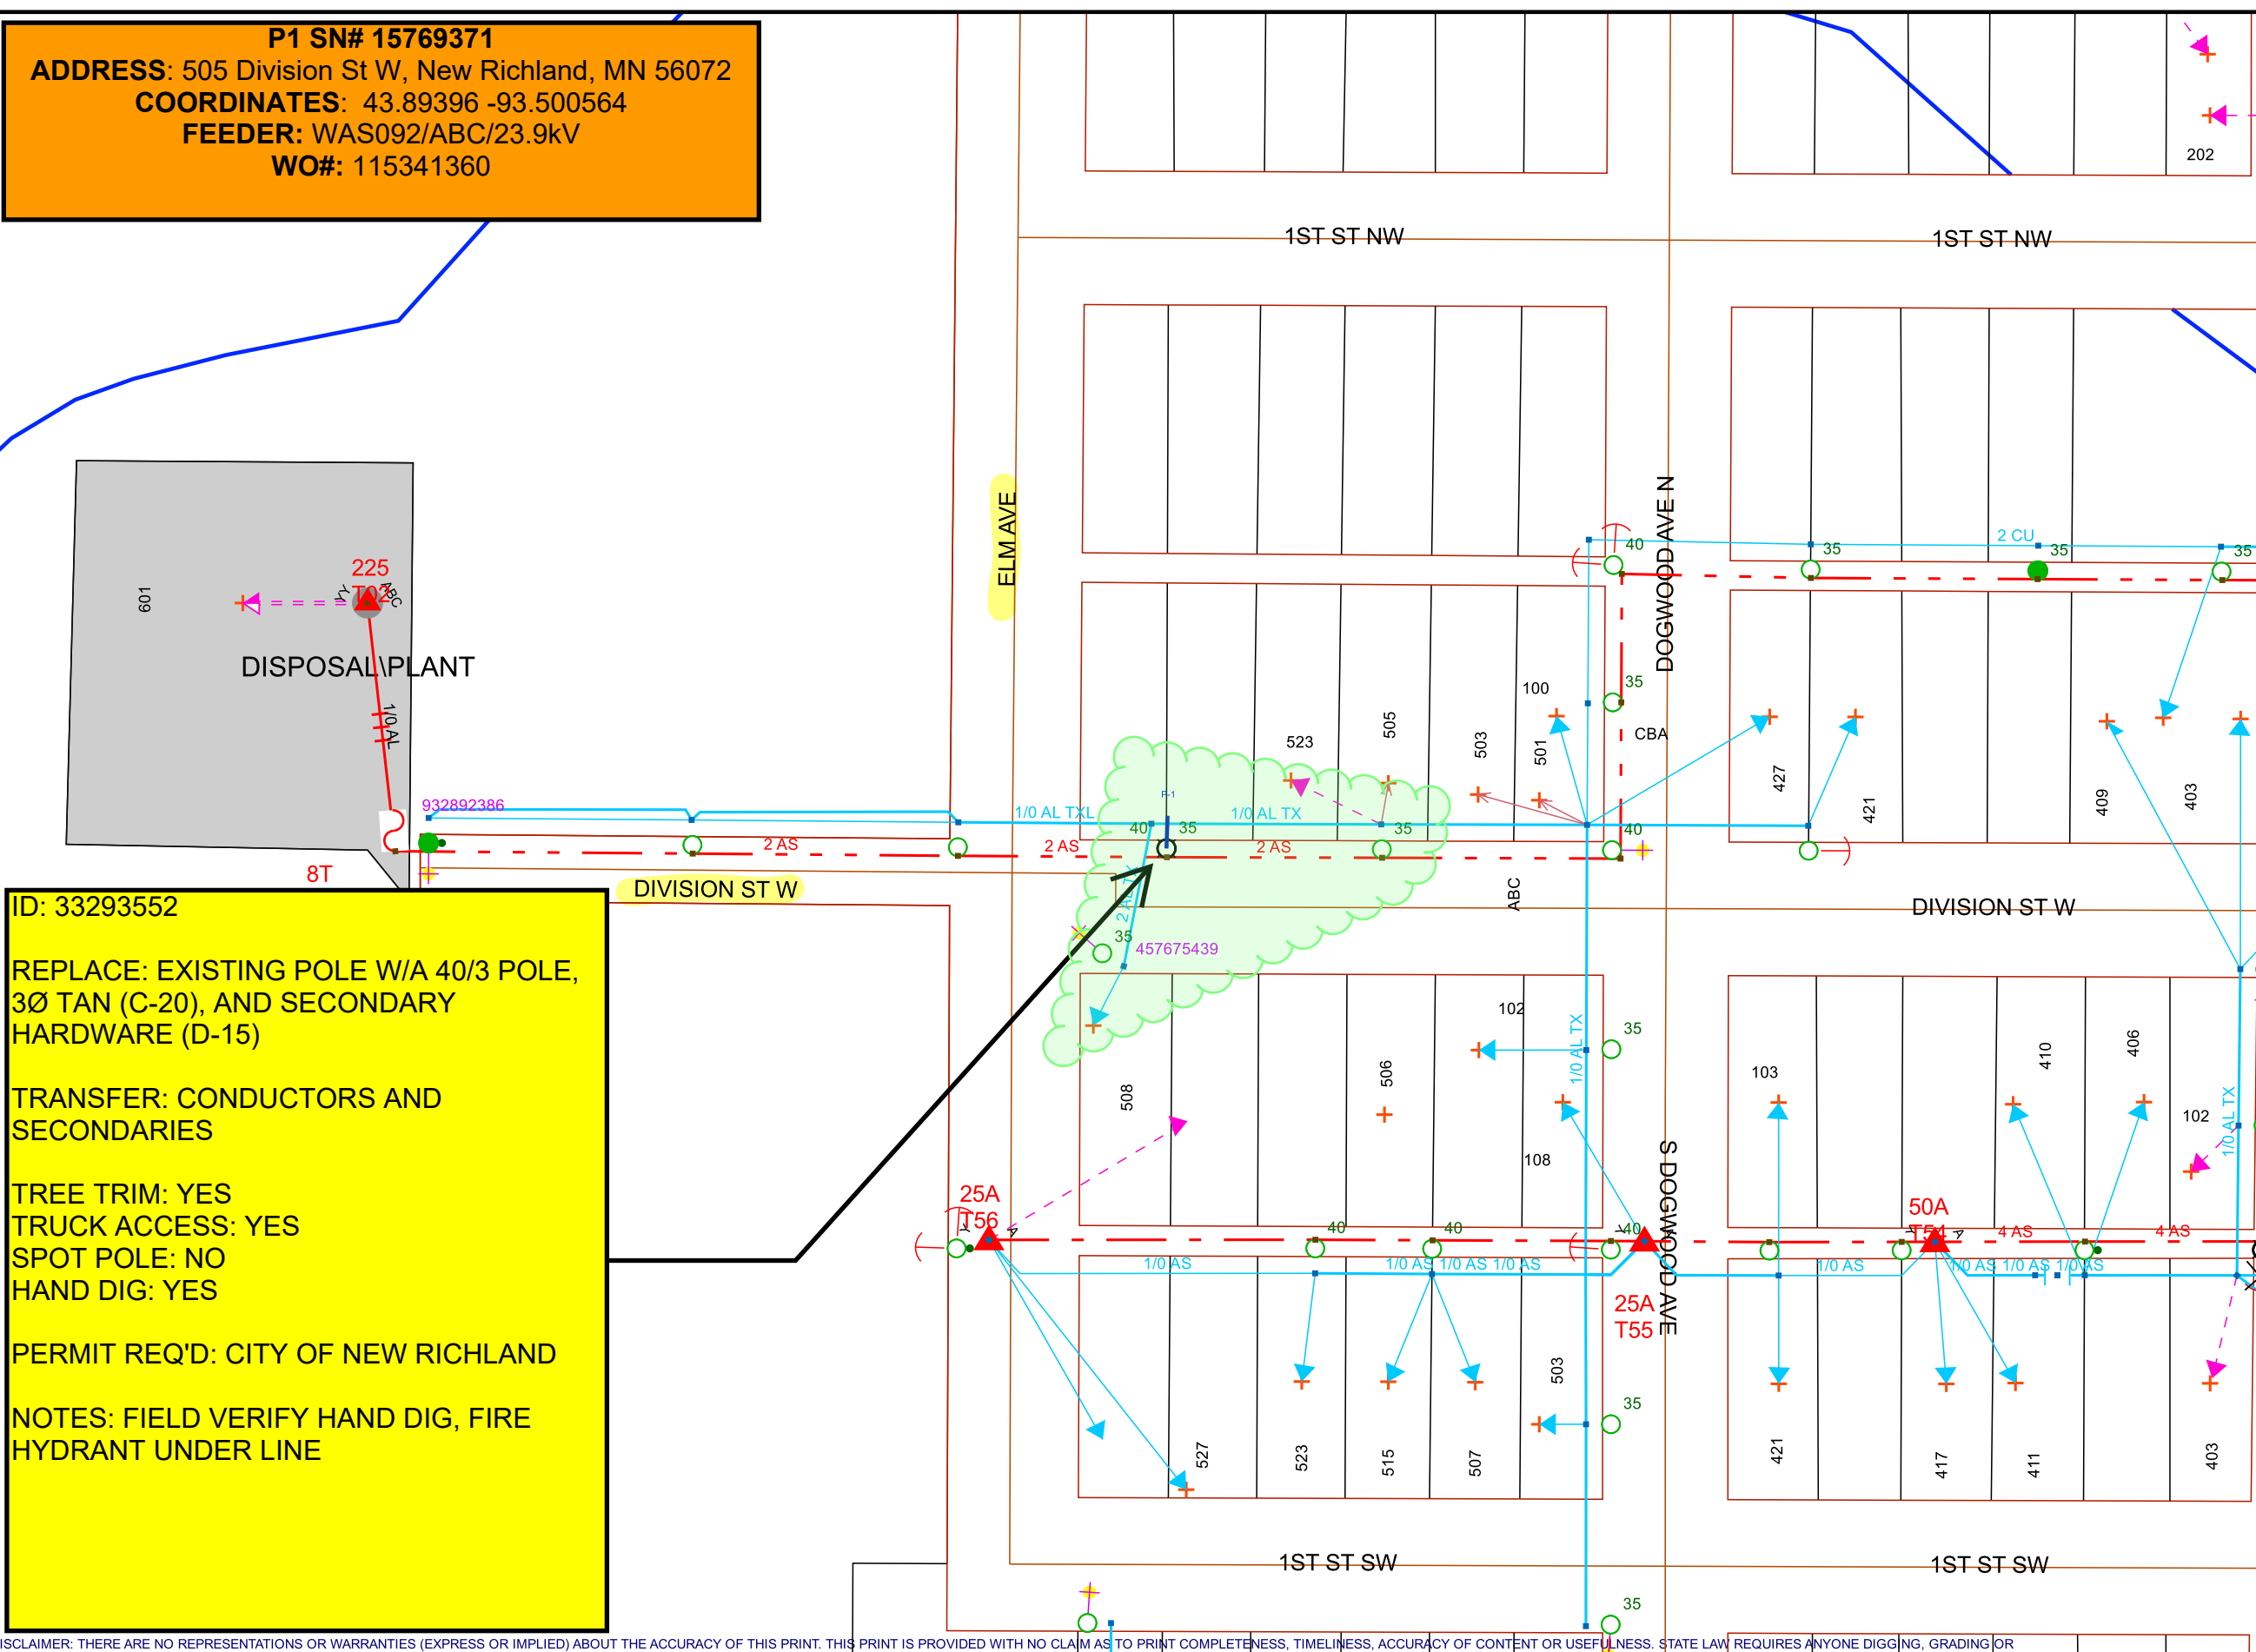 P1 SN# 15769371
ADDRESS: 505 Division St W, New Richland, MN 56072
COORDINATES:  43.89396 -93.500564
FEEDER: WAS092/ABC/23.9kV
WO#: 115341360
202
1ST ST NW
1ST ST NW
ELM AVE
DOGWOOD AVE N
40
2 CU
35
35
35
225
T02
XY
ABC
601
DISPOSAL\PLANT
1/0 AL
100
35
CBA
523
505
503
501
427
421
409
403
932892386
1/0 AL TXL
1/0 AL TX
P-1
40
35
35
40
2 AS
2 AS
2 AS
8T
DIVISION ST W
ABC
DIVISION ST W
35
457675439
ID: 33293552
REPLACE: EXISTING POLE W/A 40/3 POLE,
3Ø TAN (C-20), AND SECONDARY
HARDWARE (D-15)
TRANSFER: CONDUCTORS AND
SECONDARIES
TREE TRIM: YES
TRUCK ACCESS: YES
SPOT POLE: NO
HAND DIG: YES
PERMIT REQ'D: CITY OF NEW RICHLAND
NOTES: FIELD VERIFY HAND DIG, FIRE
HYDRANT UNDER LINE
102
1/0 AL TX
35
508
506
108
103
410
406
102
1/0 AL TX
S DOGWOOD AVE
25A
T56
A
40
40
40
50A
T54
A
4 AS
4 AS
1/0 AS
1/0 AS
1/0 AS
1/0 AS
1/0 AS
1/0 AS
1/0 AS
1/0 AS
25A
T55
35
527
523
515
507
503
421
417
411
403
1ST ST SW
1ST ST SW
35
ISCLAIMER: THERE ARE NO REPRESENTATIONS OR WARRANTIES (EXPRESS OR IMPLIED) ABOUT THE ACCURACY OF THIS PRINT. THIS PRINT IS PROVIDED WITH NO CLAIM AS TO PRINT COMPLETENESS, TIMELINESS, ACCURACY OF CONTENT OR USEFULNESS. STATE LAW REQUIRES ANYONE DIGGING, GRADING OR